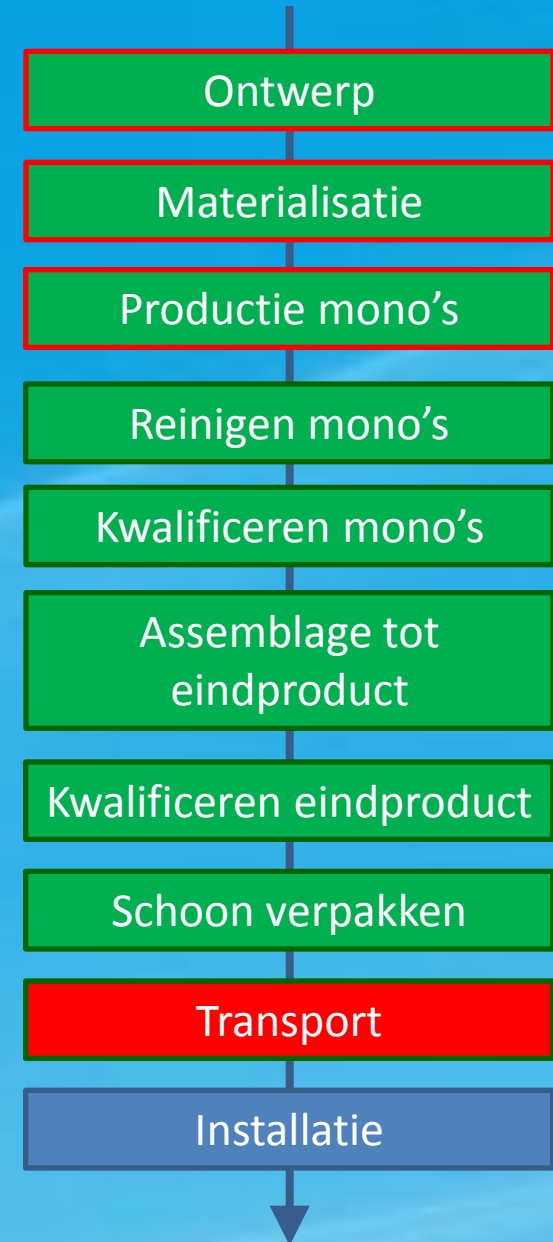 Ontwerp
Materialisatie
Productie mono’s
Reinigen mono’s
Kwalificeren mono’s
Assemblage tot
eindproduct
Kwalificeren eindproduct
Schoon verpakken
Transport
Installatie